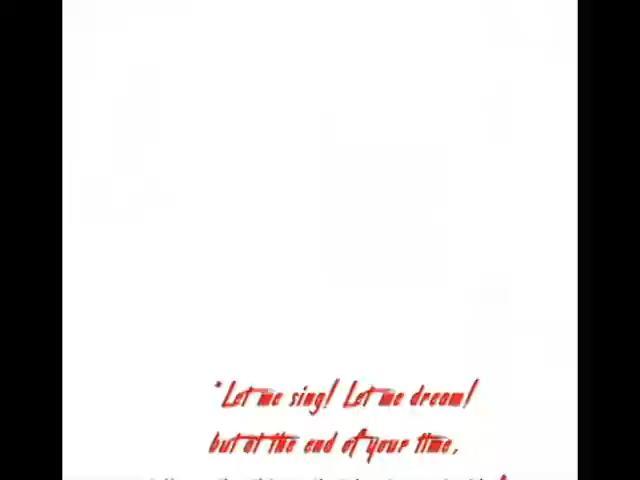 "Let me sing! Let me dream!
but at the end of your time,